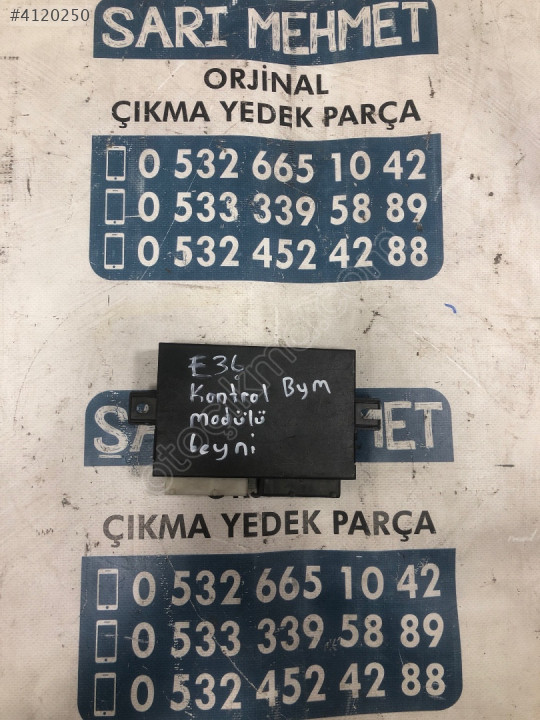 #4120250
SARI MEHMET
ORJİNAL
ÇIKMA YEDEK PARÇA
0 532 665 10 42
0 533 339 58 89
0 532 452 42 88
E36
Kontrol Bym
modülü
beyni
SA
MET
ÇIKMA YEDEK PARÇA
0 532 665 10 42
0 533 339 58 89
0 532 452 42 88